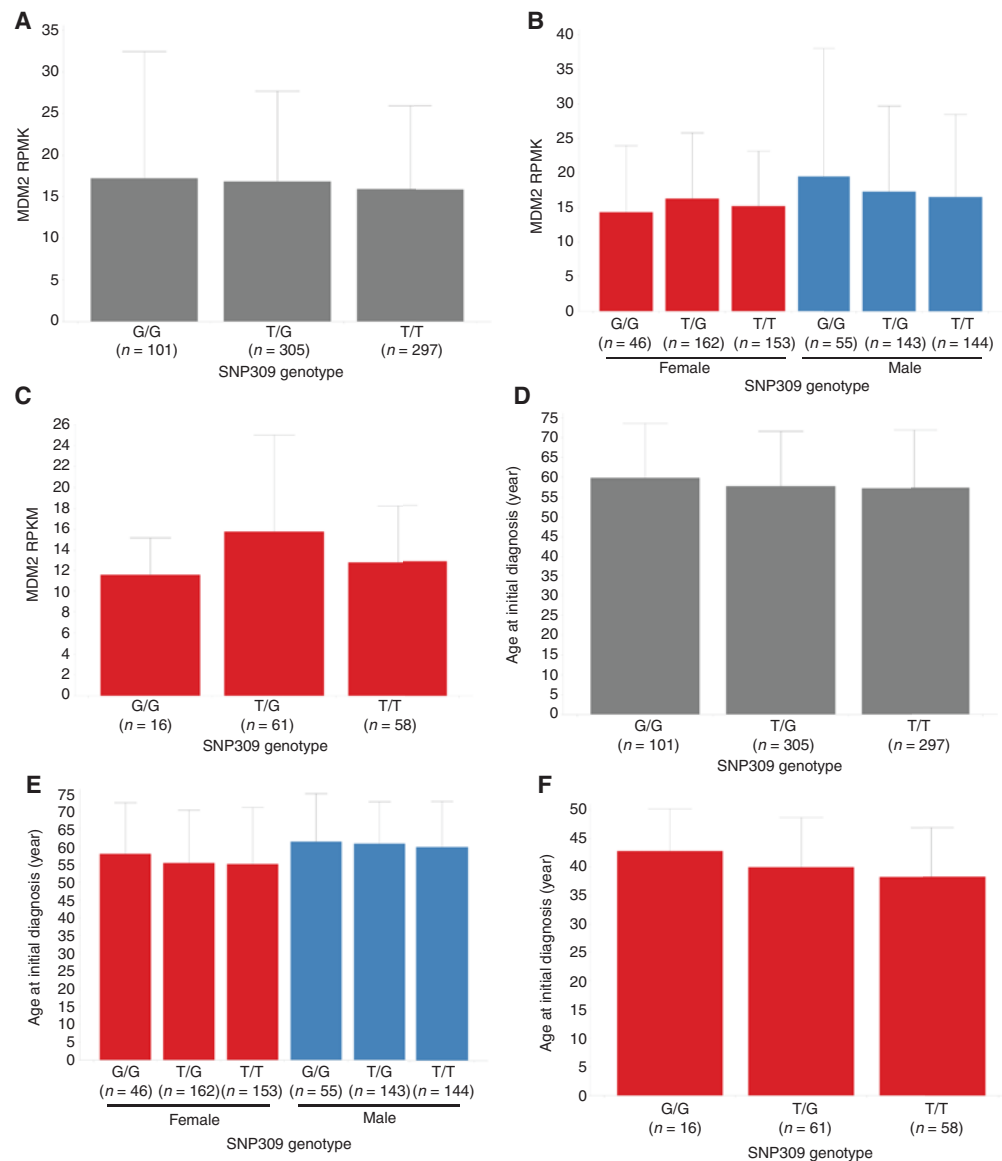 A
35
30
25
20
15
10
5
0
MDM2 RPMK
G/G T/G T/T
(n = 101) (n = 305) (n = 297)
SNP309 genotype
B
40
35
30
25
20
15
10
5
0
MDM2 RPMK
G/G T/G T/T G/G T/G T/T
(n = 46) (n = 162) (n = 153) (n = 55) (n = 143) (n = 144)
Female Male
SNP309 genotype
C
26
24
22
20
18
16
14
12
10
8
6
4
2
0
MDM2 RPKM
G/G T/G T/T
(n = 16) (n = 61) (n = 58)
SNP309 genotype
D
75
70
65
60
55
50
45
40
35
30
25
20
15
10
5
0
Age at initial diagnosis (year)
G/G T/G T/T
(n = 101) (n = 305) (n = 297)
SNP309 genotype
E
75
70
65
60
55
50
45
40
35
30
25
20
15
10
5
0
Age at initial diagnosis (year)
G/G T/G T/T G/G T/G T/T
(n = 46) (n = 162) (n = 153) (n = 55) (n = 143) (n = 144)
Female Male
SNP309 genotype
F
50
45
40
35
30
25
20
15
10
5
0
Age at initial diagnosis (year)
G/G T/G T/T
(n = 16) (n = 61) (n = 58)
SNP309 genotype